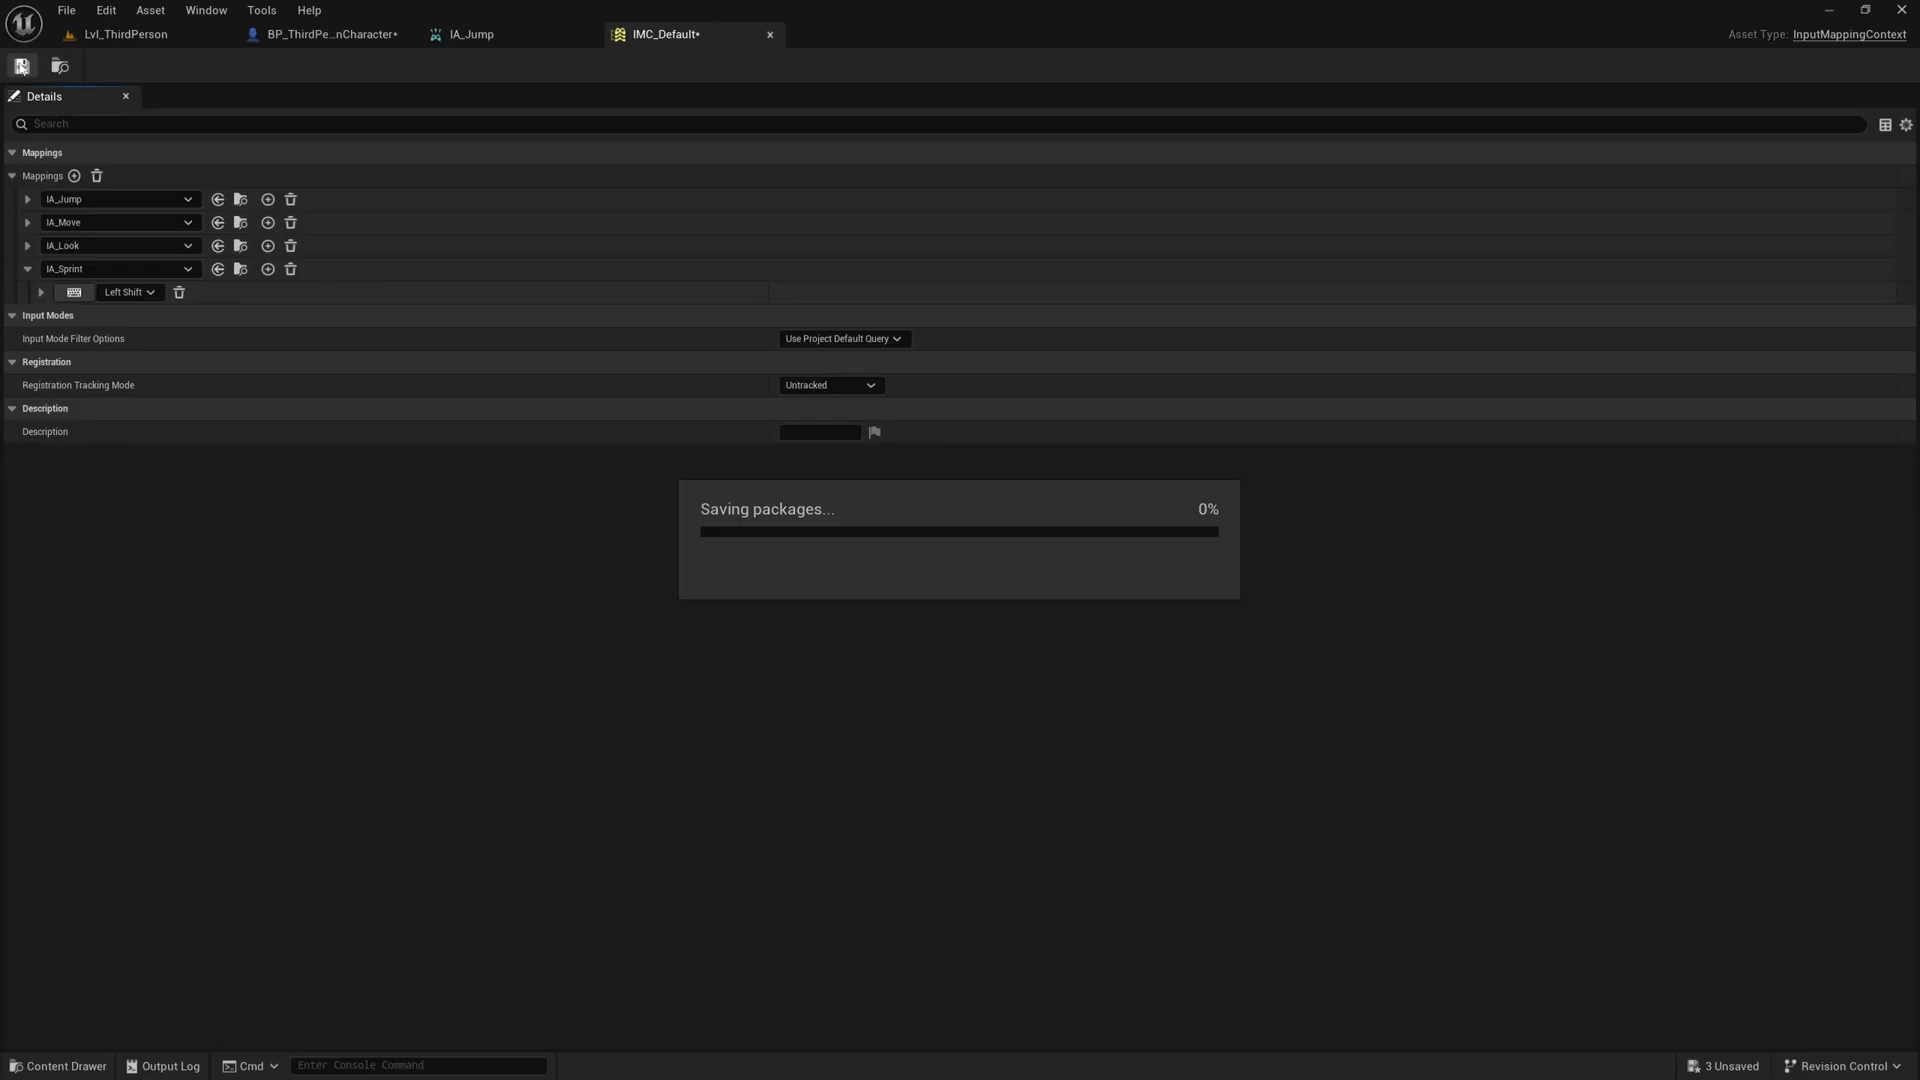 File Edit Asset Window Tools Help
Lvl_ThirdPerson BP_ThirdPe...nCharacter* IA_Jump IMC_Default* Asset Type: InputMappingContext
Details
Search
Mappings
Mappings
IA_Jump
IA_Move
IA_Look
IA_Sprint
Left Shift
Input Modes
Input Mode Filter Options Use Project Default Query
Registration
Registration Tracking Mode Untracked
Description
Description
Saving packages... 0%
Content Drawer Output Log Cmd Enter Console Command 3 Unsaved Revision Control